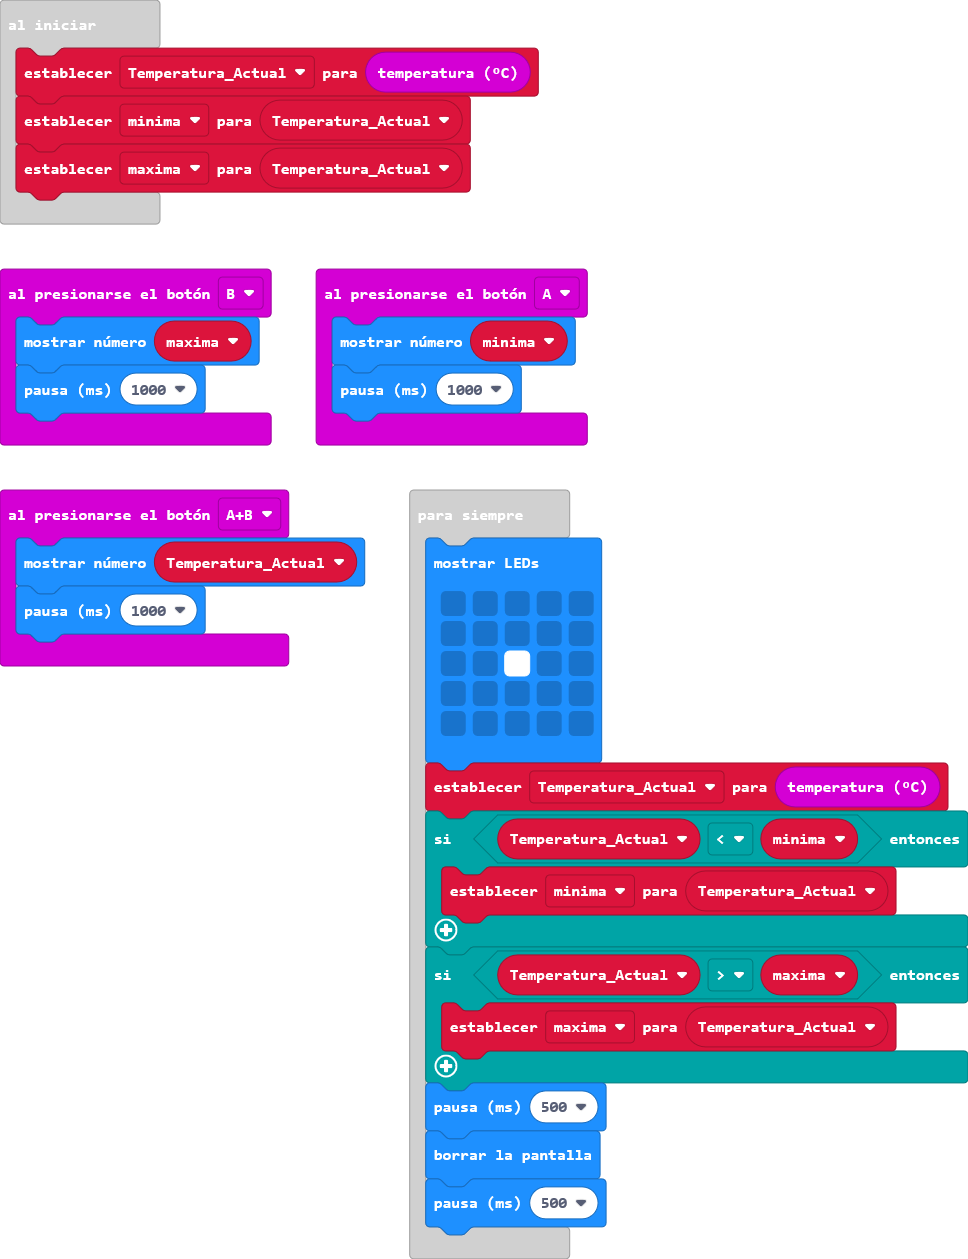 al iniciar
establecer Temperatura_Actual para temperatura (ºC)
establecer minima para Temperatura_Actual
establecer maxima para Temperatura_Actual
al presionarse el botón B
mostrar número maxima
pausa (ms) 1000
al presionarse el botón A
mostrar número minima
pausa (ms) 1000
al presionarse el botón A+B
mostrar número Temperatura_Actual
pausa (ms) 1000
para siempre
mostrar LEDs
establecer Temperatura_Actual para temperatura (ºC)
si Temperatura_Actual < minima entonces
establecer minima para Temperatura_Actual
si Temperatura_Actual > maxima entonces
establecer maxima para Temperatura_Actual
pausa (ms) 500
borrar la pantalla
pausa (ms) 500